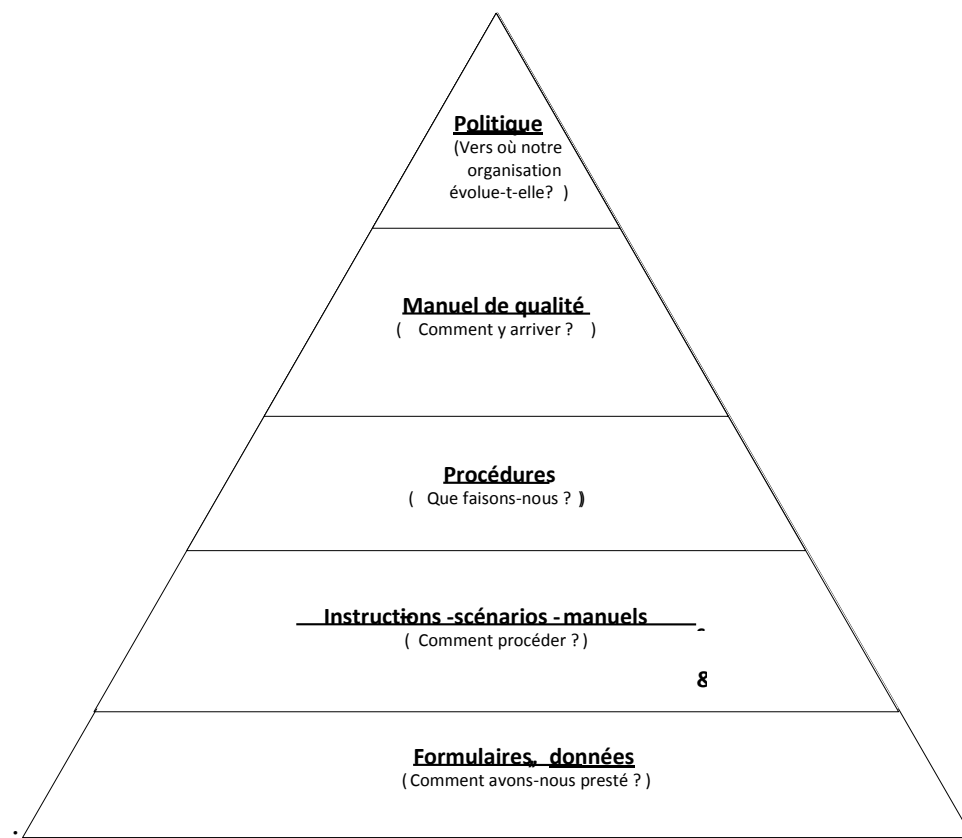 Politique
(Vers où notre
organisation
évolue-t-elle? )
Manuel de qualité
( Comment y arriver ? )
Procédures
( Que faisons-nous ? )
Instructions -scénarios -manuels
( Comment procéder ? )
&
Formulaires, données
(Comment avons-nous presté ? )